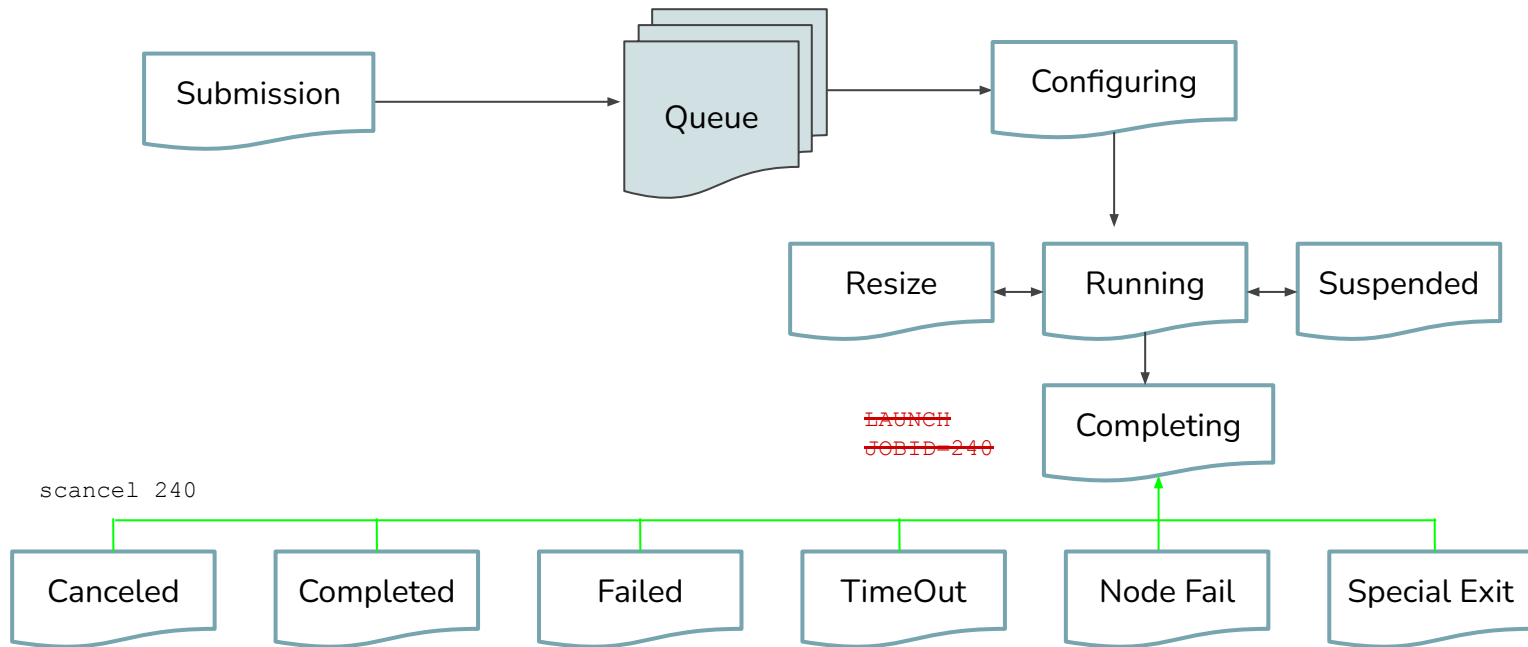 Submission
Queue
Configuring
Resize
Running
Suspended
LAUNCH
JOBID=240
Completing
scancel 240
Canceled
Completed
Failed
TimeOut
Node Fail
Special Exit